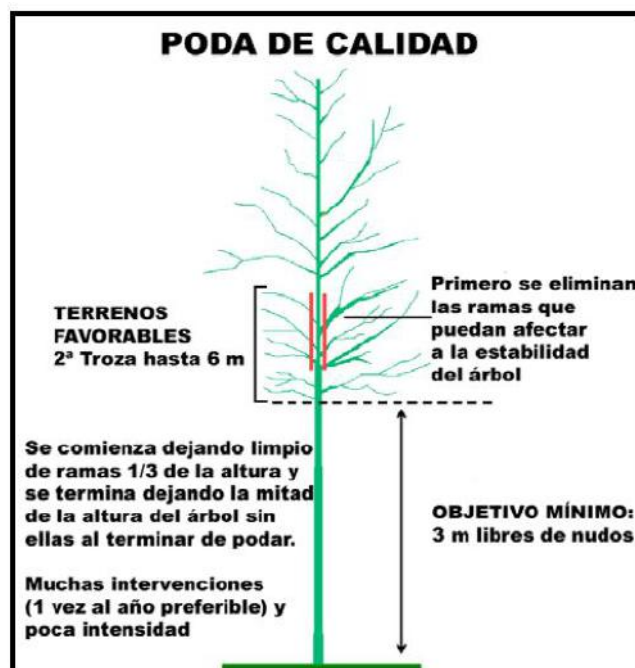 PODA DE CALIDAD
TERRENOS
FAVORABLES
2ª Troza hasta 6 m
Primero se eliminan
las ramas que
puedan afectar
a la estabilidad
del árbol
Se comienza dejando limpio
de ramas 1/3 de la altura y
se termina dejando la mitad
de la altura del árbol sin
ellas al terminar de podar.
Muchas intervenciones
(1 vez al año preferible) y
poca intensidad
OBJETIVO MÍNIMO:
3 m libres de nudos